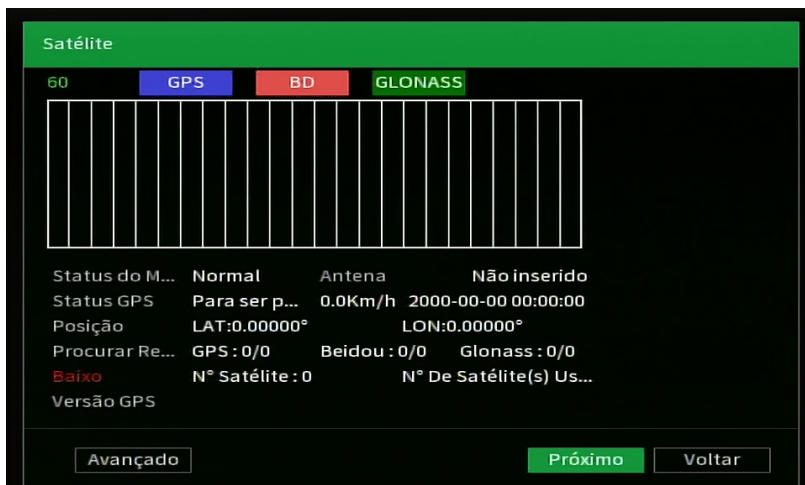 Satélite
60 GPS BD GLONASS
Status do M... Normal Antena Não inserido
Status GPS Para ser p... 0.0Km/h 2000-00-00 00:00:00
Posição LAT:0.00000° LON:0.00000°
Procurar Re... GPS:0/0 Beidou:0/0 Glonass:0/0
Baixo N° Satélite:0 N° De Satélite(s) Us...
Versão GPS
Avançado Próximo Voltar